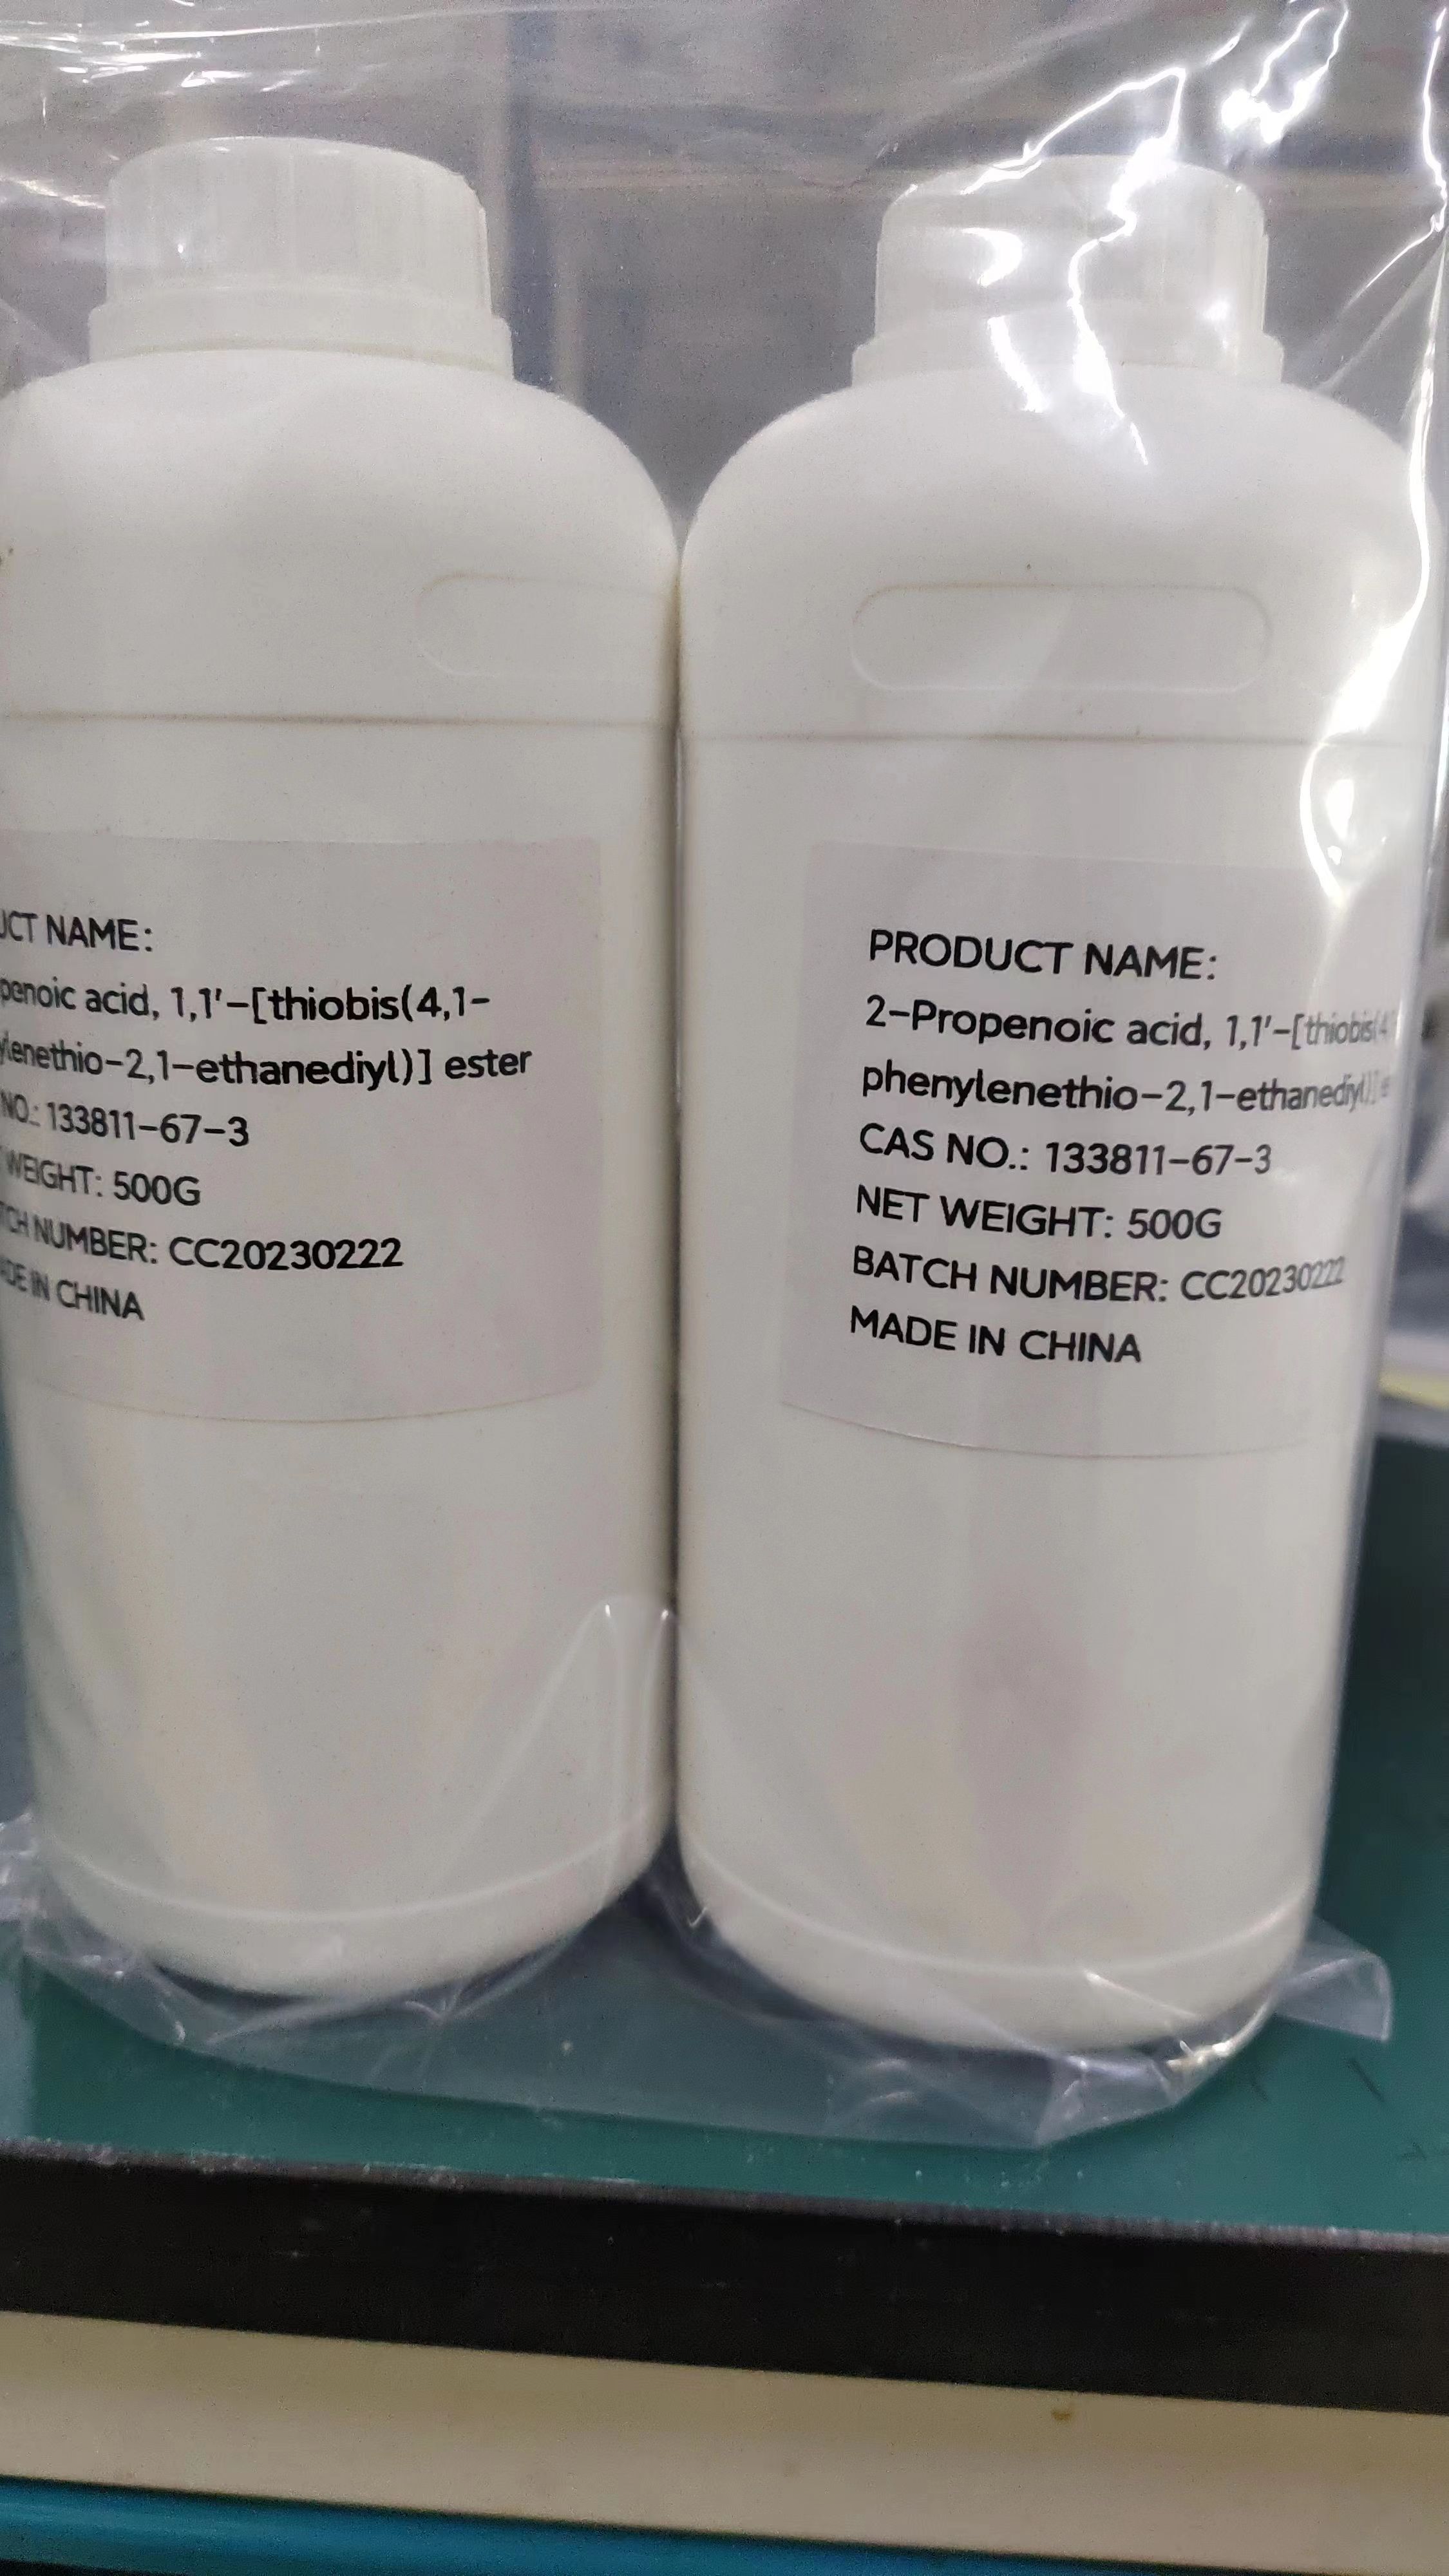 UCT NAME:
penoic acid, 1,1'-[thiobis(4,1-
ylenethio-2,1-ethanediyl)] ester
NO.: 133811-67-3
WEIGHT: 500G
TCH NUMBER: CC20230222
ADE IN CHINA
PRODUCT NAME:
2-Propenoic acid, 1,1'-[thiobis(4
phenylenethio-2,1-ethanediyl)] e
CAS NO.: 133811-67-3
NET WEIGHT: 500G
BATCH NUMBER: CC20230222
MADE IN CHINA